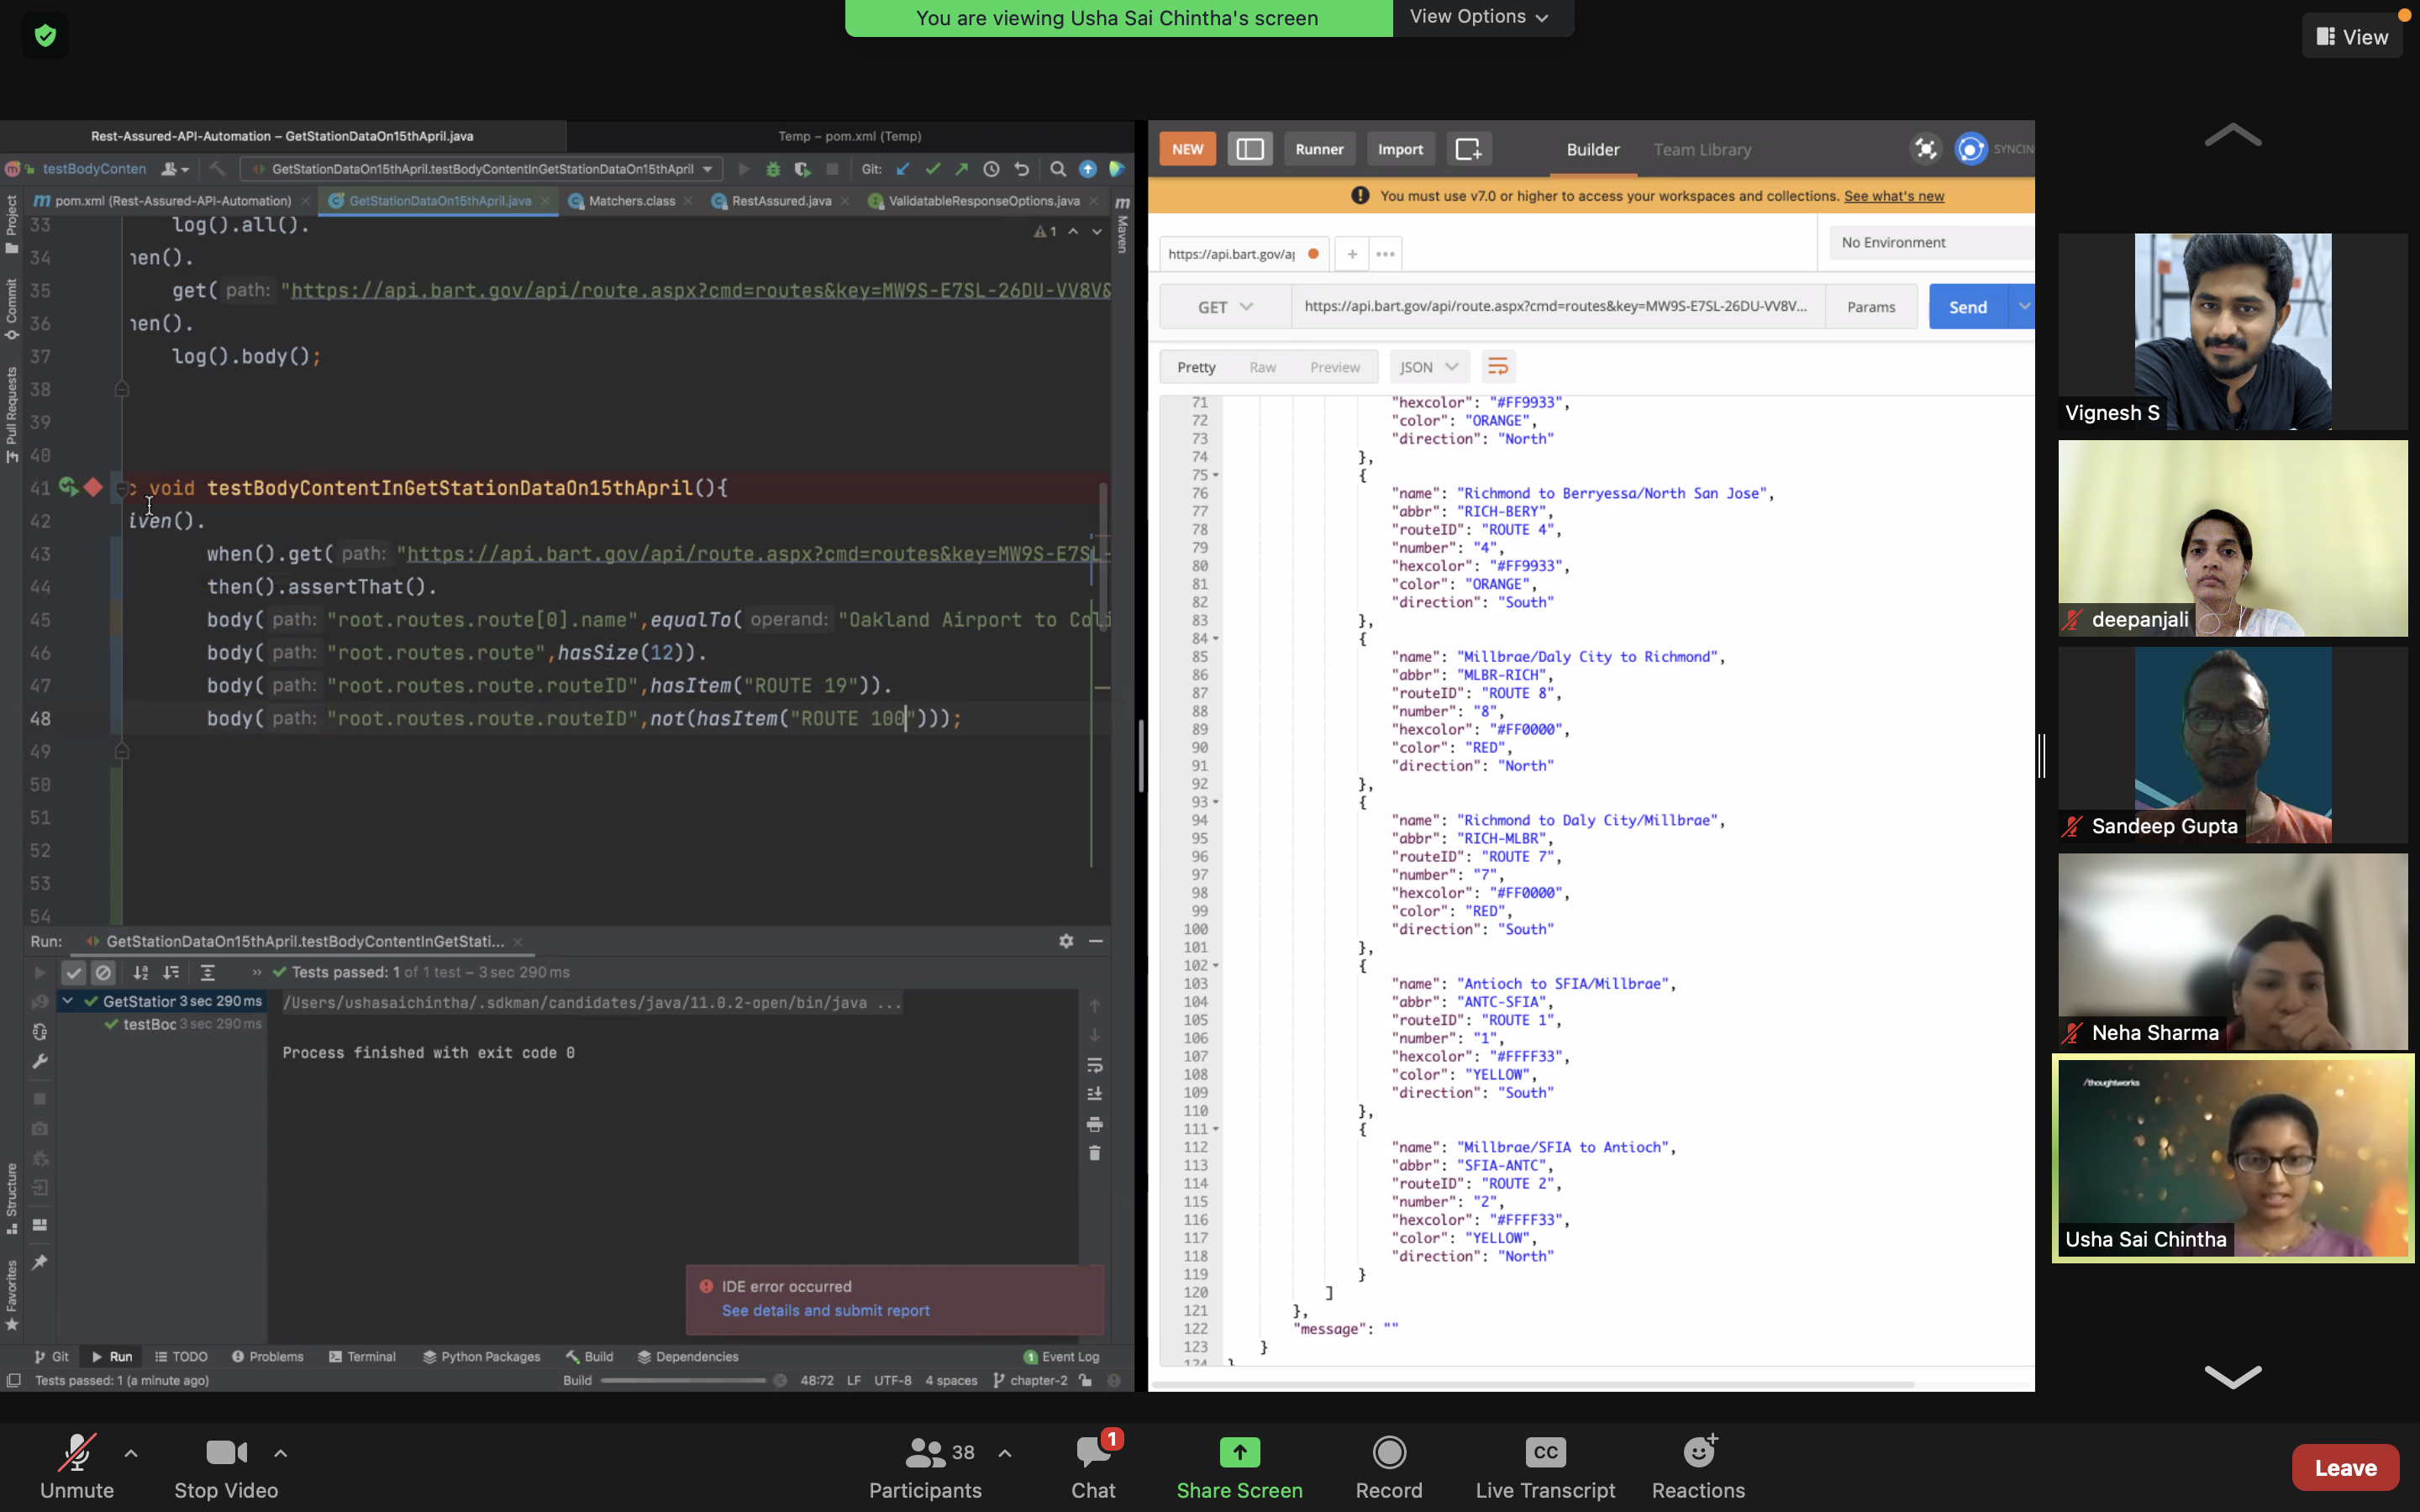 You are viewing Usha Sai Chintha's screen
View Options
View
Rest-Assured-API-Automation – GetStationDataOn15thApril.java
Temp – pom.xml (Temp)
testBodyConten
GetStationDataOn15thApril.testBodyContentInGetStationDataOn15thApril
Git:
pom.xml (Rest-Assured-API-Automation)
GetStationDataOn15thApril.java
Matchers.class
RestAssured.java
ValidatableResponseOptions.java
Project
Commit
Pull Requests
Structure
Favorites
Maven
1
33 log().all().
34 hen().
35 get( path: "https://api.bart.gov/api/route.aspx?cmd=routes&key=MW9S-E7SL-26DU-VV8V&
36 hen().
37 log().body();
38
39
40
41 c void testBodyContentInGetStationDataOn15thApril(){
42 iven().
43 when().get( path: "https://api.bart.gov/api/route.aspx?cmd=routes&key=MW9S-E7SL-
44 then().assertThat().
45 body( path: "root.routes.route[0].name",equalTo( operand: "Oakland Airport to Coli
46 body( path: "root.routes.route",hasSize(12)).
47 body( path: "root.routes.route.routeID",hasItem("ROUTE 19")).
48 body( path: "root.routes.route.routeID",not(hasItem("ROUTE 100")));
49
50
51
52
53
54
Run: GetStationDataOn15thApril.testBodyContentInGetStati...
Tests passed: 1 of 1 test – 3 sec 290 ms
GetStation 3 sec 290 ms
testBoc 3 sec 290 ms
/Users/ushasaichintha/.sdkman/candidates/java/11.0.2-open/bin/java ...
Process finished with exit code 0
IDE error occurred
See details and submit report
Git Run TODO Problems Terminal Python Packages Build Dependencies 1 Event Log
Tests passed: 1 (a minute ago) Build 48:72 LF UTF-8 4 spaces chapter-2
NEW Runner Import Builder Team Library SYNCIN
You must use v7.0 or higher to access your workspaces and collections. See what's new
https://api.bart.gov/ap
No Environment
GET https://api.bart.gov/api/route.aspx?cmd=routes&key=MW9S-E7SL-26DU-VV8V... Params Send
Pretty Raw Preview JSON
71 "hexcolor": "#FF9933",
72 "color": "ORANGE",
73 "direction": "North"
74 },
75 {
76 "name": "Richmond to Berryessa/North San Jose",
77 "abbr": "RICH-BERY",
78 "routeID": "ROUTE 4",
79 "number": "4",
80 "hexcolor": "#FF9933",
81 "color": "ORANGE",
82 "direction": "South"
83 },
84 {
85 "name": "Millbrae/Daly City to Richmond",
86 "abbr": "MLBR-RICH",
87 "routeID": "ROUTE 8",
88 "number": "8",
89 "hexcolor": "#FF0000",
90 "color": "RED",
91 "direction": "North"
92 },
93 {
94 "name": "Richmond to Daly City/Millbrae",
95 "abbr": "RICH-MLBR",
96 "routeID": "ROUTE 7",
97 "number": "7",
98 "hexcolor": "#FF0000",
99 "color": "RED",
100 "direction": "South"
101 },
102 {
103 "name": "Antioch to SFIA/Millbrae",
104 "abbr": "ANTC-SFIA",
105 "routeID": "ROUTE 1",
106 "number": "1",
107 "hexcolor": "#FFFF33",
108 "color": "YELLOW",
109 "direction": "South"
110 },
111 {
112 "name": "Millbrae/SFIA to Antioch",
113 "abbr": "SFIA-ANTC",
114 "routeID": "ROUTE 2",
115 "number": "2",
116 "hexcolor": "#FFFF33",
117 "color": "YELLOW",
118 "direction": "North"
119 }
120 ]
121 },
122 "message": ""
123 }
124 }
Vignesh S
deepanjali
Sandeep Gupta
Neha Sharma
/thoughtworks
Usha Sai Chintha
Unmute
Stop Video
38
Participants
1
Chat
Share Screen
Record
CC
Live Transcript
Reactions
Leave